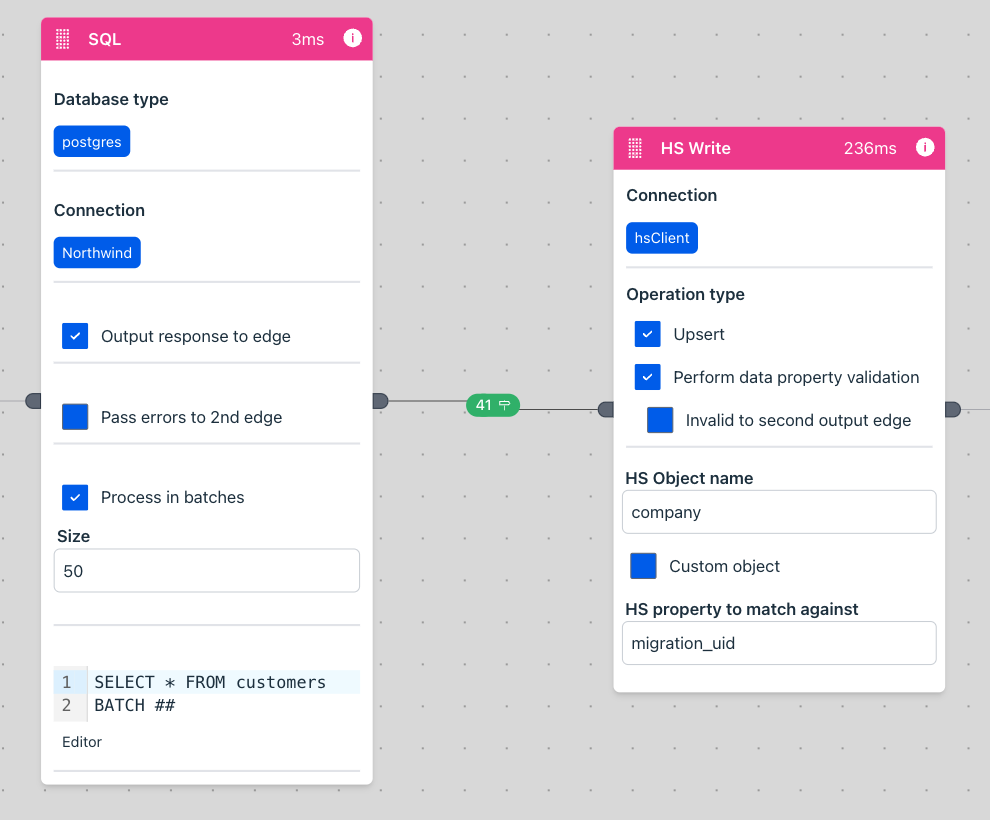 SQL 3ms i
Database type
postgres
Connection
Northwind
Output response to edge
Pass errors to 2nd edge
Process in batches
Size
50
1 SELECT * FROM customers
2 BATCH ##
Editor
41
HS Write 236ms i
Connection
hsClient
Operation type
Upsert
Perform data property validation
Invalid to second output edge
HS Object name
company
Custom object
HS property to match against
migration_uid